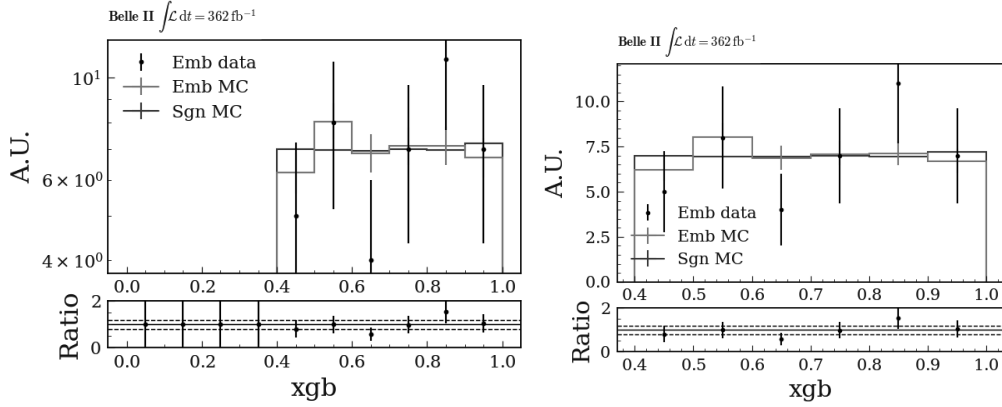 Belle II ∫ℒ dt = 362 fb⁻¹
Emb data
Emb MC
Sgn MC
A.U.
10¹
6 × 10⁰
4 × 10⁰
0.0 0.2 0.4 0.6 0.8 1.0
Ratio
2
0
0.0 0.2 0.4 0.6 0.8 1.0
xgb
Belle II ∫ℒ dt = 362 fb⁻¹
A.U.
10.0
7.5
5.0
2.5
0.0
Emb data
Emb MC
Sgn MC
0.4 0.5 0.6 0.7 0.8 0.9 1.0
Ratio
2
0
0.4 0.5 0.6 0.7 0.8 0.9 1.0
xgb